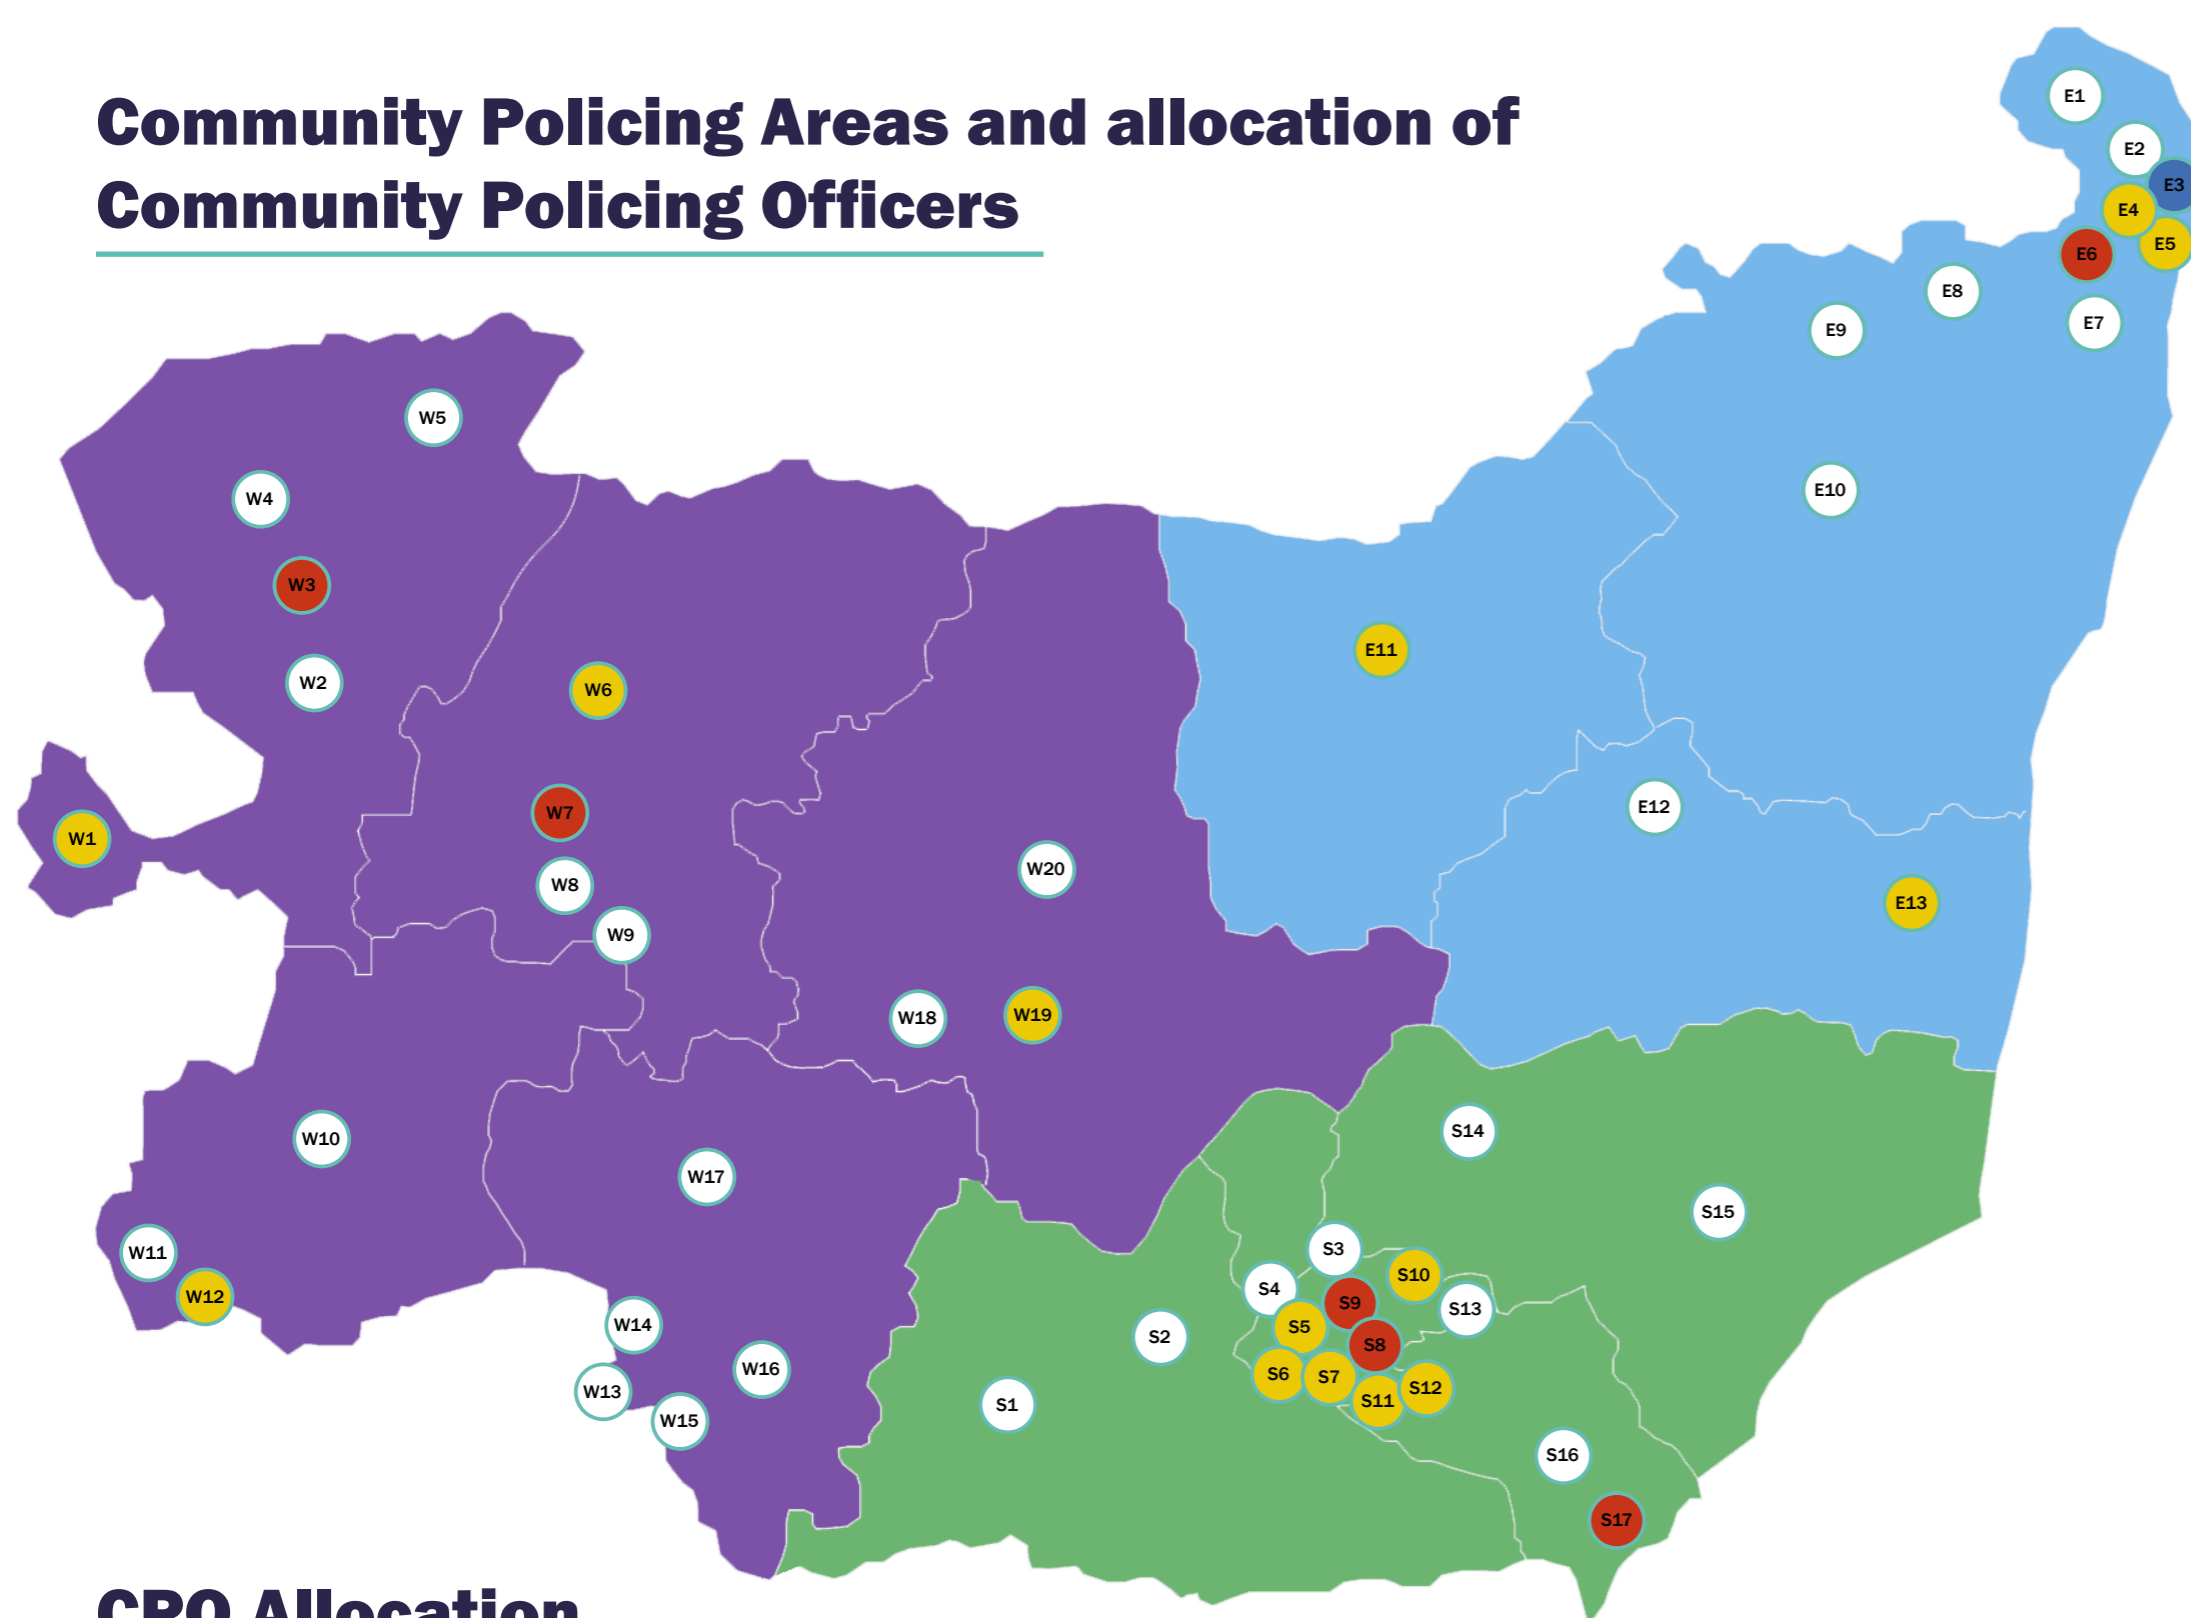 Community Policing Areas and allocation of
Community Policing Officers
E1
E2
E3
E4
E5
E6
E8
E7
E9
W5
W4
E10
W3
E11
W2
W6
E12
W7
W1
W20
W8
E13
W9
W18
W19
S14
W10
W17
S15
W11
S3
S10
S4
W12
S9
S13
W14
S5
S2
S8
W16
S6
S7
S12
W13
S11
S1
W15
S16
S17
CPO Allocation